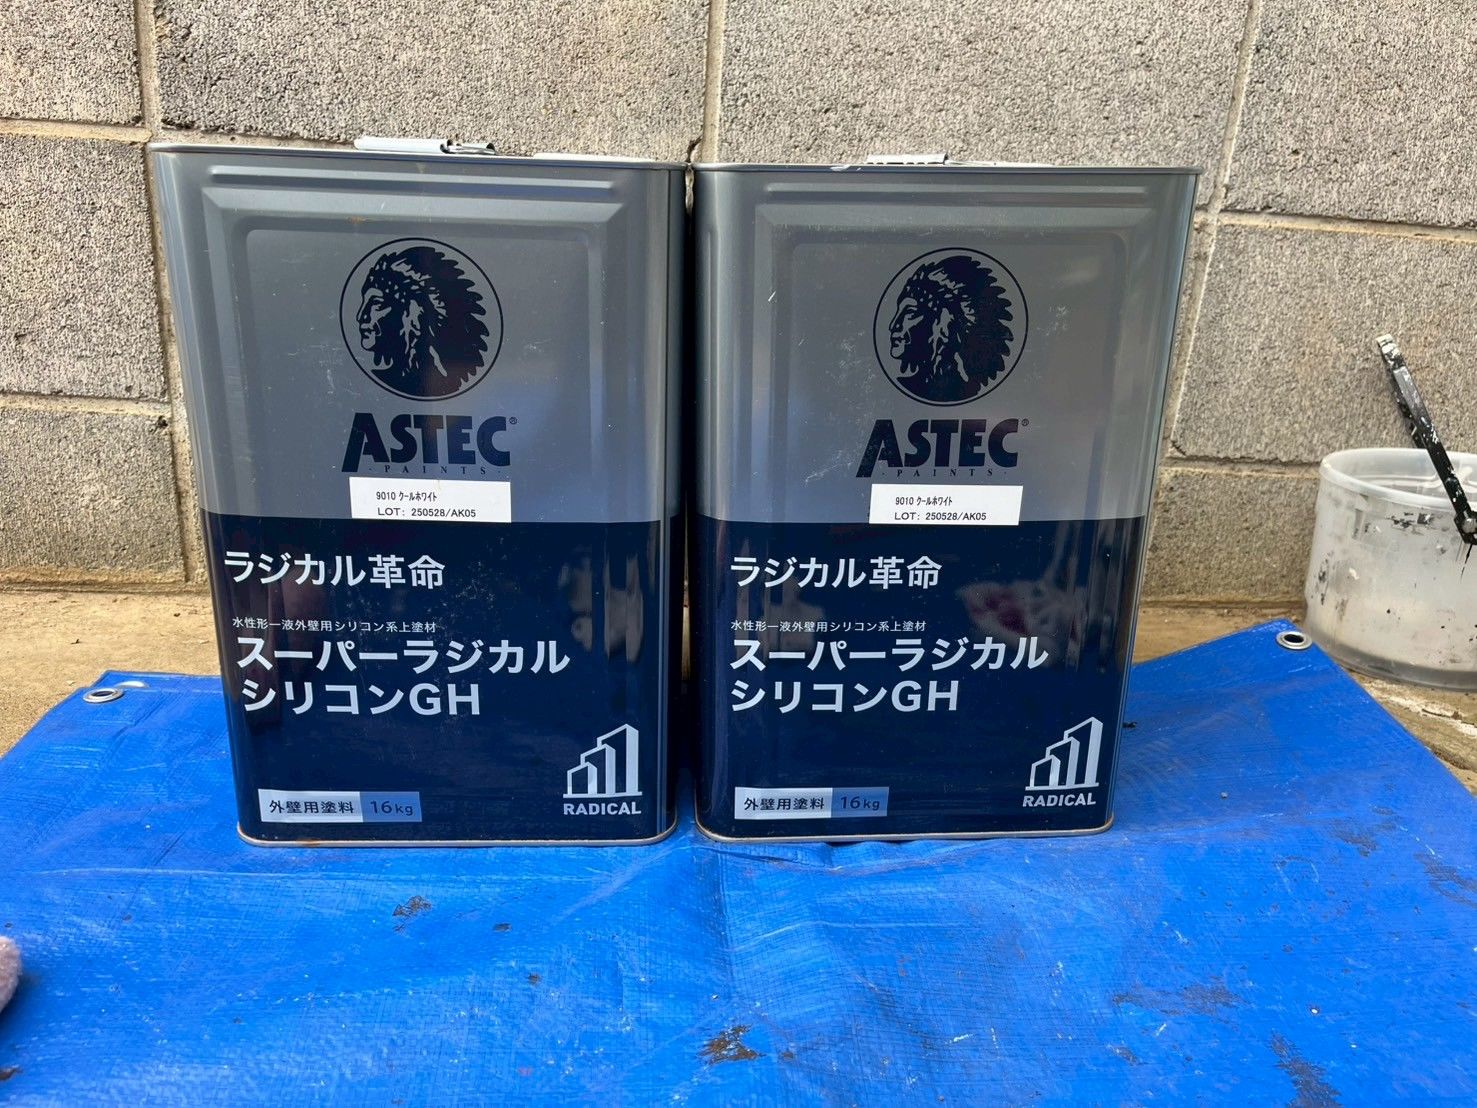 ASTEC®
PAINTS
9010 クールホワイト
LOT: 250528/AK05
ラジカル革命
水性形一液外壁用シリコン系上塗材
スーパーラジカル
シリコンGH
RADICAL
外壁用塗料 16kg
ASTEC®
PAINTS
9010 クールホワイト
LOT: 250528/AK05
ラジカル革命
水性形一液外壁用シリコン系上塗材
スーパーラジカル
シリコンGH
RADICAL
外壁用塗料 16kg